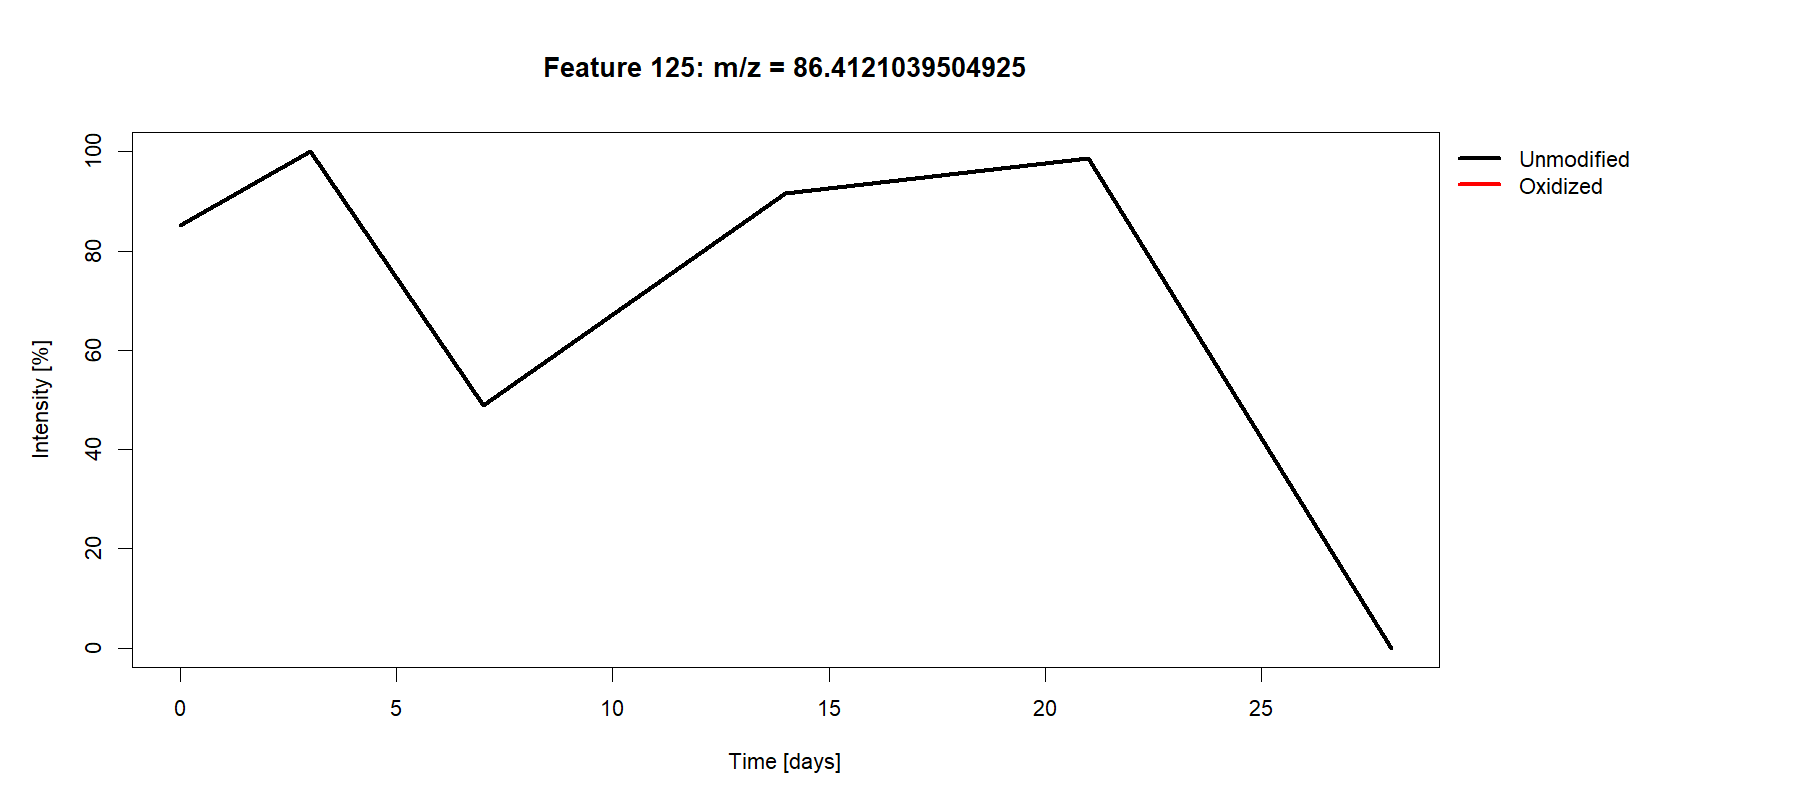 Feature 125: m/z = 86.4121039504925
Unmodified
Oxidized
Intensity [%]
100
80
60
40
20
0
0 5 10 15 20 25
Time [days]